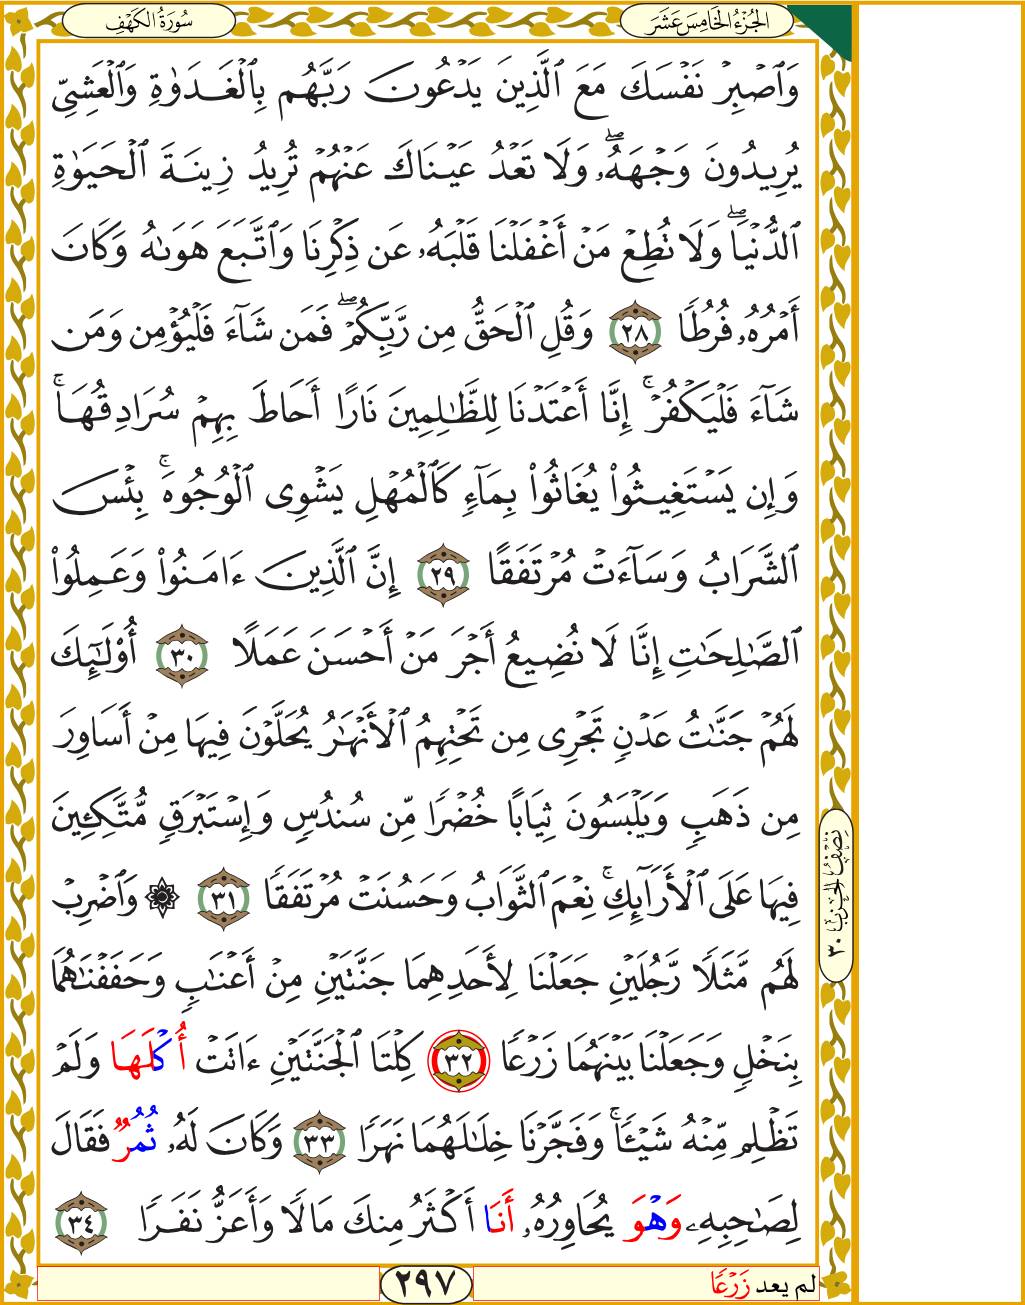 الجُزْءُ الخَامِسَ عَشَرَ
سُورَةُ الكَهْفِ
وَٱصۡبِرۡ نَفۡسَكَ مَعَ ٱلَّذِينَ يَدۡعُونَ رَبَّهُم بِٱلۡغَدَوٰةِ وَٱلۡعَشِيِّ
يُرِيدُونَ وَجۡهَهُۥۖ وَلَا تَعۡدُ عَيۡنَاكَ عَنۡهُمۡ تُرِيدُ زِينَةَ ٱلۡحَيَوٰةِ
ٱلدُّنۡيَاۖ وَلَا تُطِعۡ مَنۡ أَغۡفَلۡنَا قَلۡبَهُۥ عَن ذِكۡرِنَا وَٱتَّبَعَ هَوَىٰهُ وَكَانَ
أَمۡرُهُۥ فُرُطٗا ٢٨ وَقُلِ ٱلۡحَقُّ مِن رَّبِّكُمۡۖ فَمَن شَآءَ فَلۡيُؤۡمِن وَمَن
شَآءَ فَلۡيَكۡفُرۡۚ إِنَّآ أَعۡتَدۡنَا لِلظَّٰلِمِينَ نَارًا أَحَاطَ بِهِمۡ سُرَادِقُهَاۚ
وَإِن يَسۡتَغِيثُواْ يُغَاثُواْ بِمَآءٖ كَٱلۡمُهۡلِ يَشۡوِي ٱلۡوُجُوهَۚ بِئۡسَ
ٱلشَّرَابُ وَسَآءَتۡ مُرۡتَفَقًا ٢٩ إِنَّ ٱلَّذِينَ ءَامَنُواْ وَعَمِلُواْ
ٱلصَّٰلِحَٰتِ إِنَّا لَا نُضِيعُ أَجۡرَ مَنۡ أَحۡسَنَ عَمَلًا ٣٠ أُوْلَٰٓئِكَ
لَهُمۡ جَنَّٰتُ عَدۡنٖ تَجۡرِي مِن تَحۡتِهِمُ ٱلۡأَنۡهَٰرُ يُحَلَّوۡنَ فِيهَا مِنۡ أَسَاوِرَ
مِن ذَهَبٖ وَيَلۡبَسُونَ ثِيَابًا خُضۡرٗا مِّن سُندُسٖ وَإِسۡتَبۡرَقٖ مُّتَّكِـِٔينَ
فِيهَا عَلَى ٱلۡأَرَآئِكِۚ نِعۡمَ ٱلثَّوَابُ وَحَسُنَتۡ مُرۡتَفَقٗا ٣١ ۞ وَٱضۡرِبۡ
لَهُم مَّثَلٗا رَّجُلَيۡنِ جَعَلۡنَا لِأَحَدِهِمَا جَنَّتَيۡنِ مِنۡ أَعۡنَٰبٖ وَحَفَفۡنَٰهُمَا
بِنَخۡلٖ وَجَعَلۡنَا بَيۡنَهُمَا زَرۡعٗا ٣٢ كِلۡتَا ٱلۡجَنَّتَيۡنِ ءَاتَتۡ أُكۡلَهَا وَلَمۡ
تَظۡلِم مِّنۡهُ شَيۡـٔٗاۚ وَفَجَّرۡنَا خِلَٰلَهُمَا نَهَرٗا ٣٣ وَكَانَ لَهُۥ ثُمُرٞ فَقَالَ
لِصَٰحِبِهِۦ وَهۡوَ يُحَاوِرُهُۥٓ أَنَا۠ أَكۡثَرُ مِنكَ مَالٗا وَأَعَزُّ نَفَرٗا ٣٤
نِصْفُ الحِزْبِ ٣٠
لم يعد زَرۡعٗا
٢٩٧